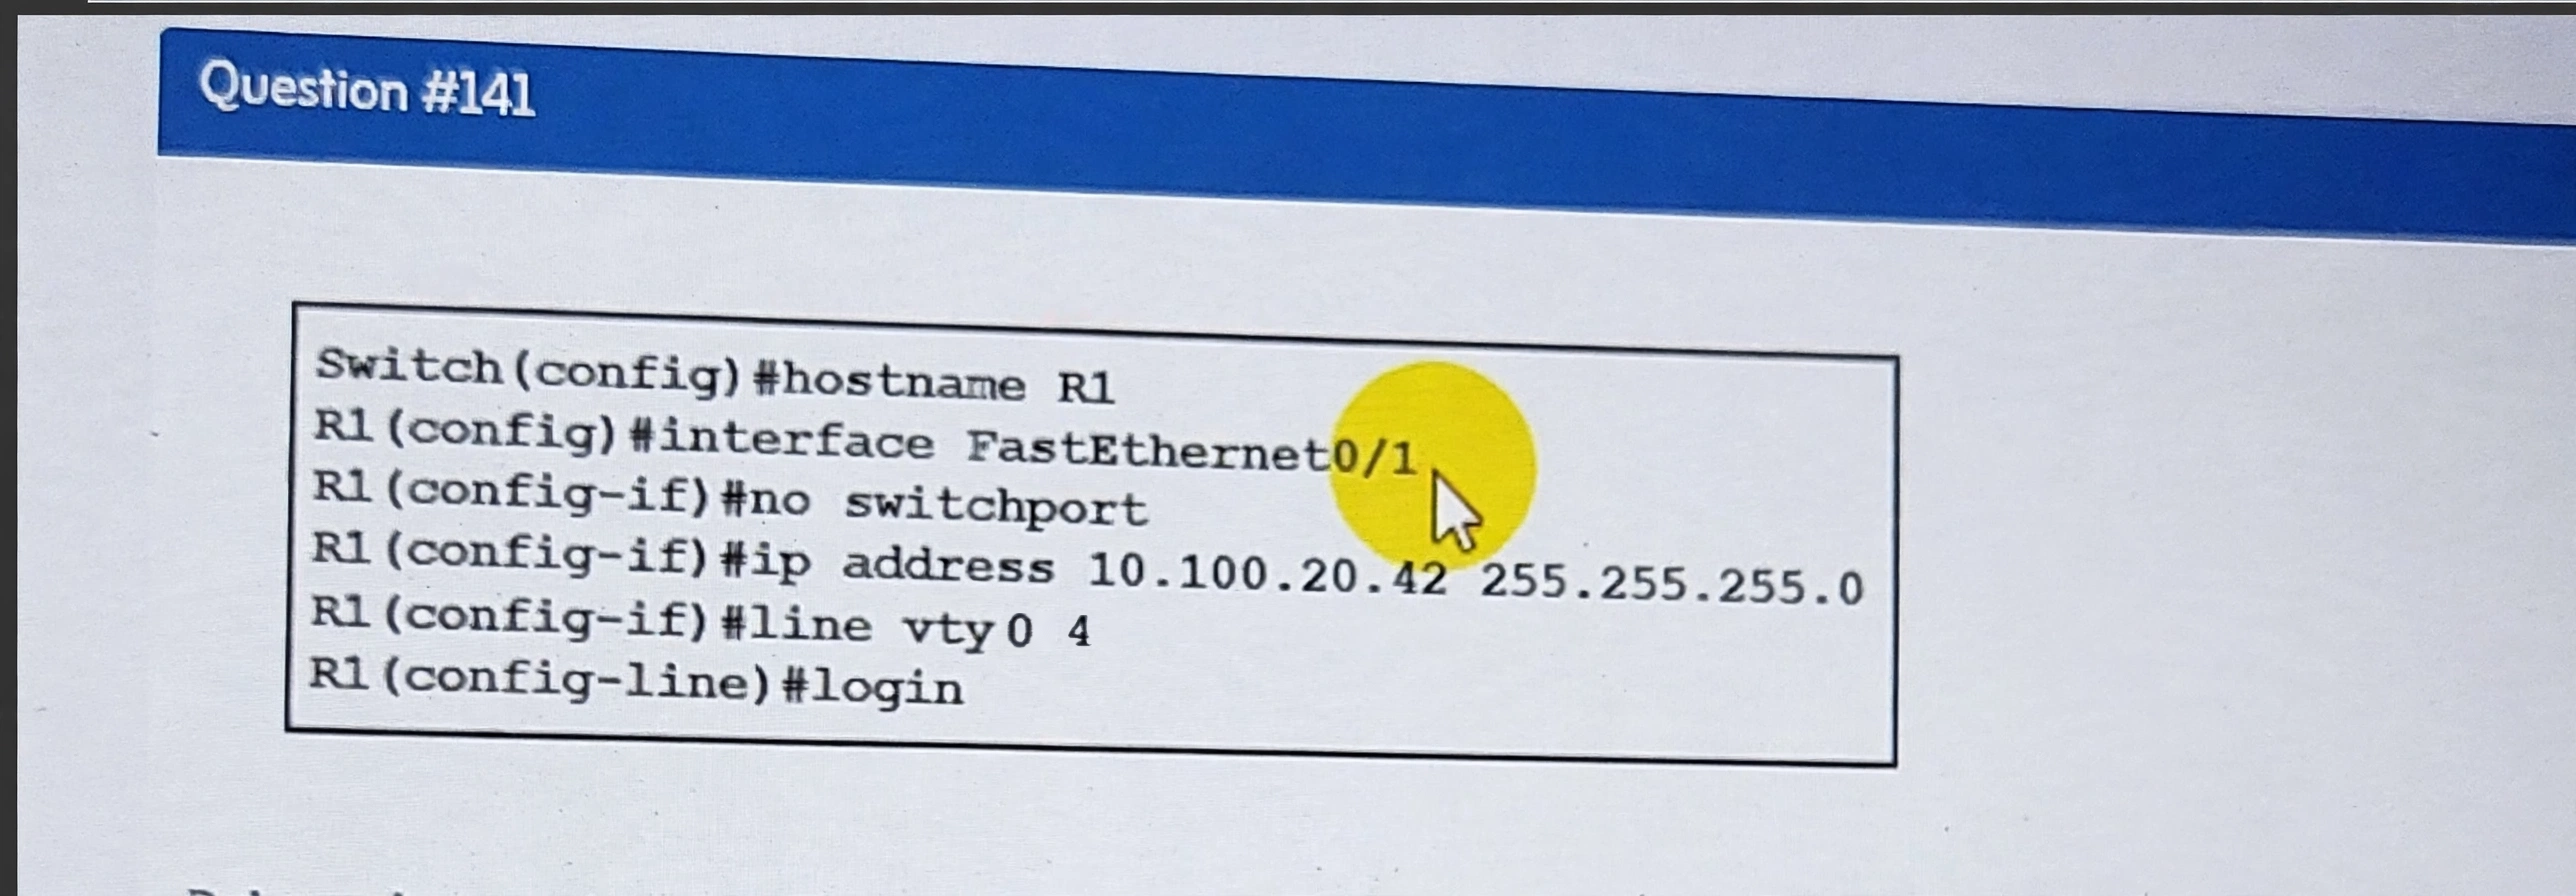 Question #141
Switch(config)#hostname R1
R1(config)#interface FastEthernet0/1
R1(config-if)#no switchport
R1(config-if)#ip address 10.100.20.42 255.255.255.0
R1(config-if)#line vty 0 4
R1(config-line)#login